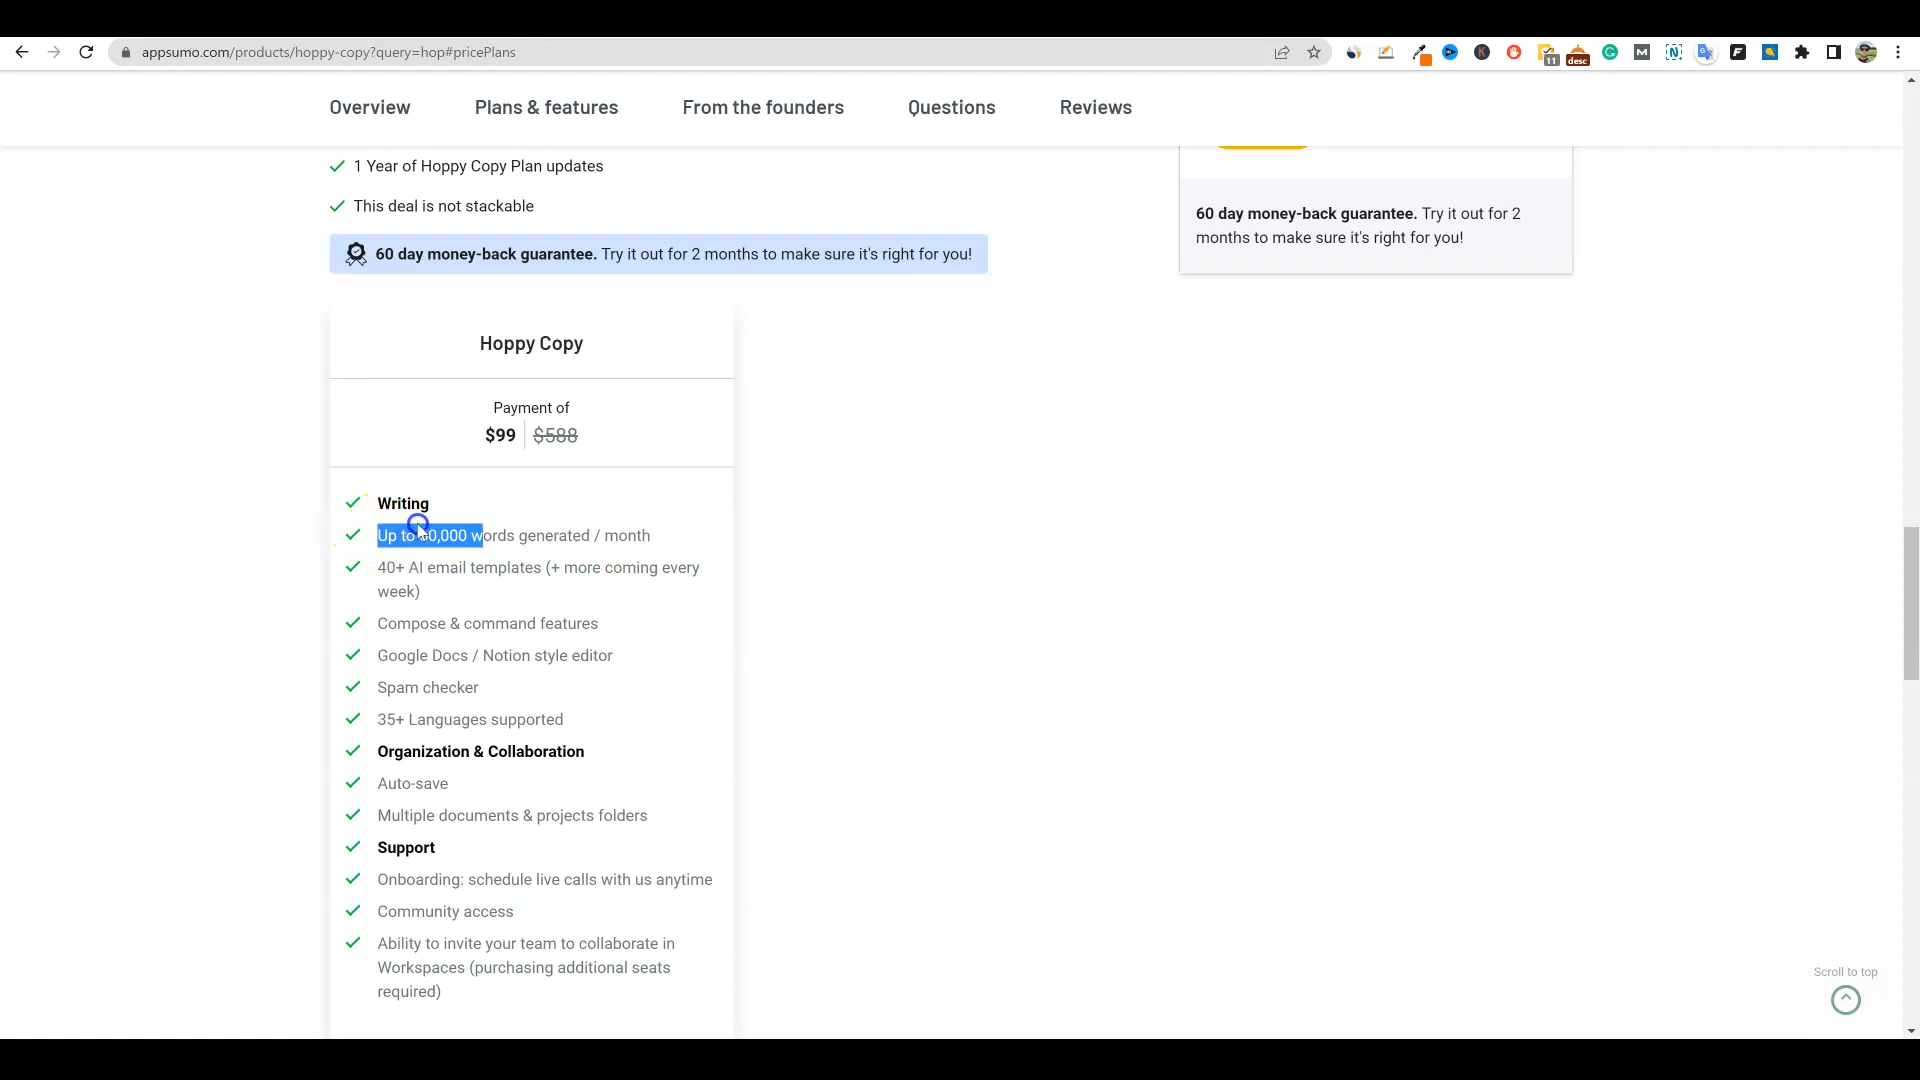 appsumo.com/products/hoppy-copy?query=hop#pricePlans
11
desc
Overview
Plans & features
From the founders
Questions
Reviews
1 Year of Hoppy Copy Plan updates
This deal is not stackable
60 day money-back guarantee. Try it out for 2 months to make sure it's right for you!
60 day money-back guarantee. Try it out for 2
months to make sure it's right for you!
Hoppy Copy
Payment of
$99 $588
Writing
Up to 0,000 words generated / month
40+ AI email templates (+ more coming every
week)
Compose & command features
Google Docs / Notion style editor
Spam checker
35+ Languages supported
Organization & Collaboration
Auto-save
Multiple documents & projects folders
Support
Onboarding: schedule live calls with us anytime
Community access
Ability to invite your team to collaborate in
Workspaces (purchasing additional seats
required)
Scroll to top